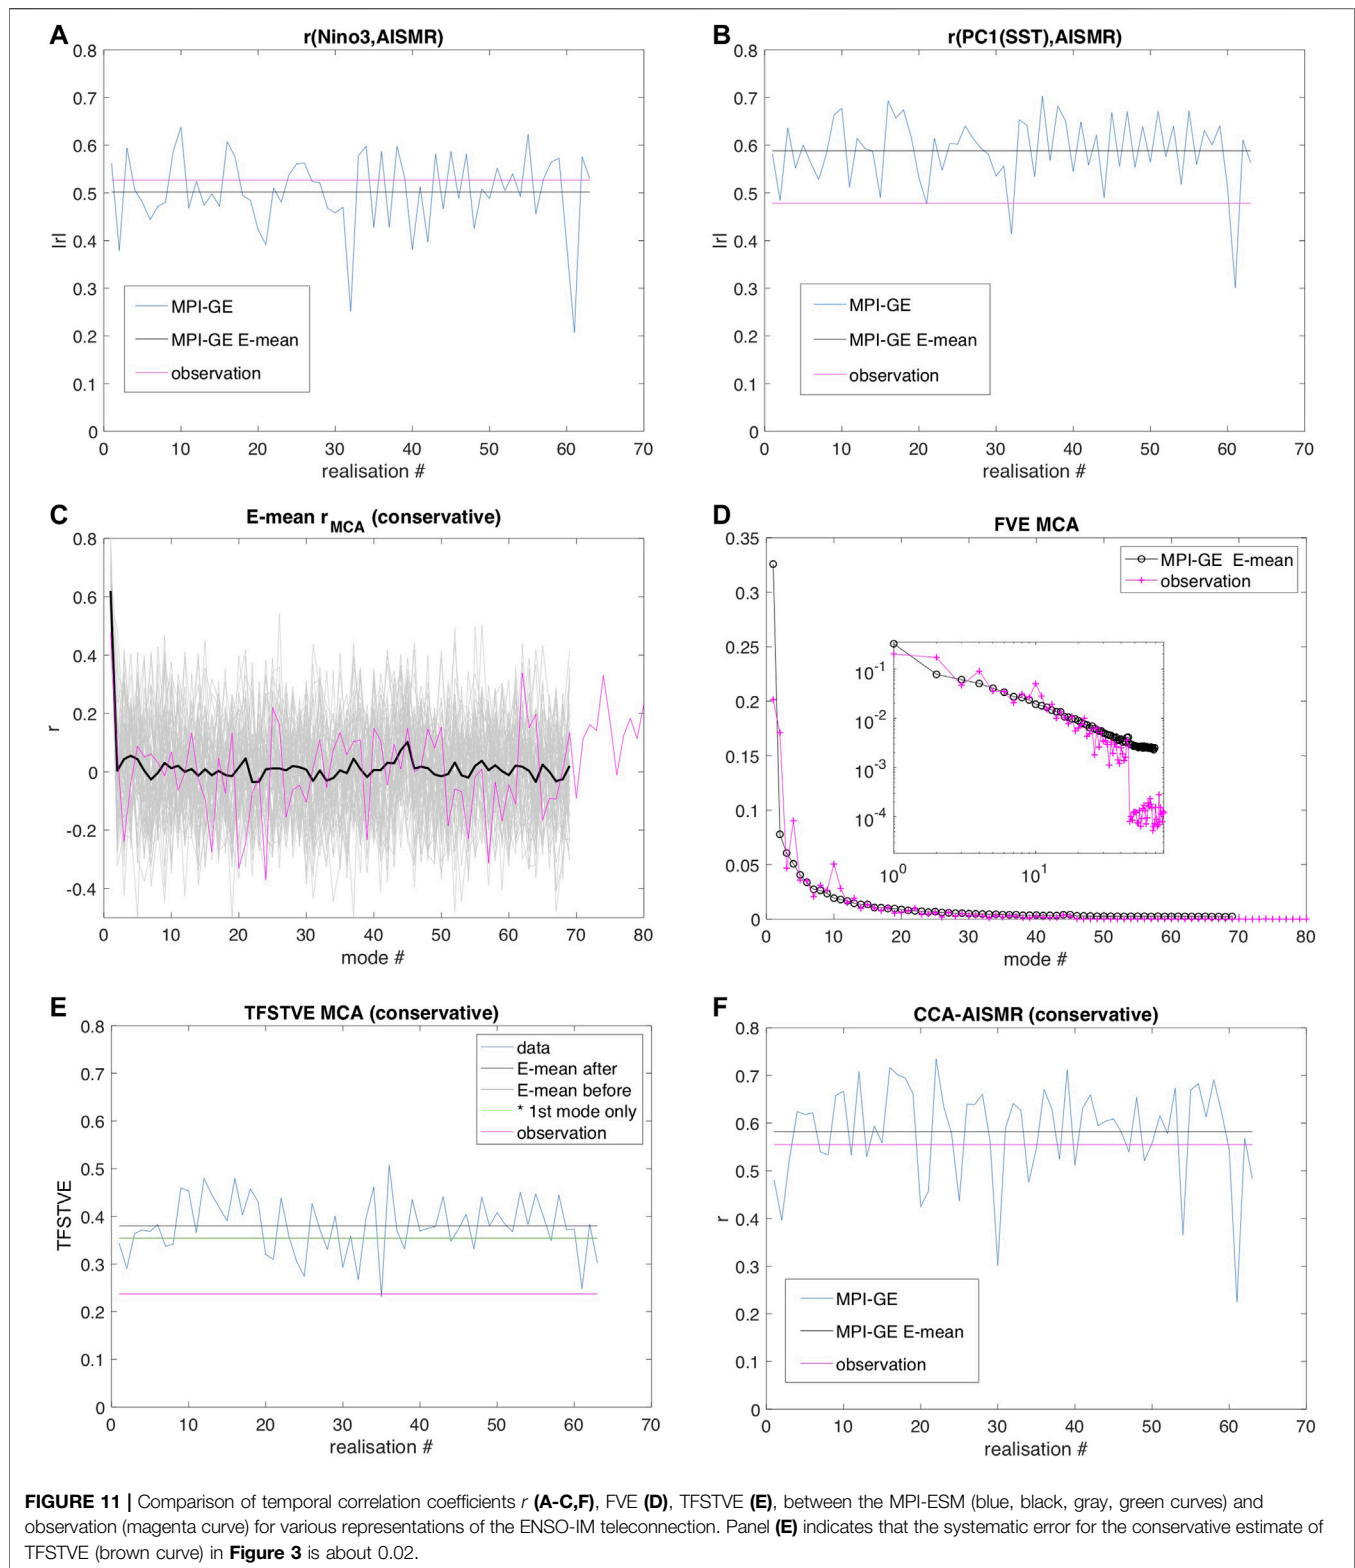 A
r(Nino3,AISMR)
0.8
0.7
0.6
0.5
0.4
0.3
0.2
0.1
0
|r|
MPI-GE
MPI-GE E-mean
observation
0 10 20 30 40 50 60 70
realisation #
B
r(PC1(SST),AISMR)
0.8
0.7
0.6
0.5
0.4
0.3
0.2
0.1
0
|r|
MPI-GE
MPI-GE E-mean
observation
0 10 20 30 40 50 60 70
realisation #
C
E-mean r_MCA (conservative)
0.8
0.6
0.4
0.2
0
-0.2
-0.4
r
0 10 20 30 40 50 60 70 80
mode #
D
FVE MCA
0.35
0.3
0.25
0.2
0.15
0.1
0.05
0
MPI-GE E-mean
observation
10^-1
10^-2
10^-3
10^-4
10^0 10^1
0 10 20 30 40 50 60 70 80
mode #
E
TFSTVE MCA (conservative)
0.8
0.7
0.6
0.5
0.4
0.3
0.2
0.1
0
TFSTVE
data
E-mean after
E-mean before
* 1st mode only
observation
0 10 20 30 40 50 60 70
realisation #
F
CCA-AISMR (conservative)
0.8
0.7
0.6
0.5
0.4
0.3
0.2
0.1
0
r
MPI-GE
MPI-GE E-mean
observation
0 10 20 30 40 50 60 70
realisation #
FIGURE 11 | Comparison of temporal correlation coefficients r (A-C,F), FVE (D), TFSTVE (E), between the MPI-ESM (blue, black, gray, green curves) and
observation (magenta curve) for various representations of the ENSO-IM teleconnection. Panel (E) indicates that the systematic error for the conservative estimate of
TFSTVE (brown curve) in Figure 3 is about 0.02.